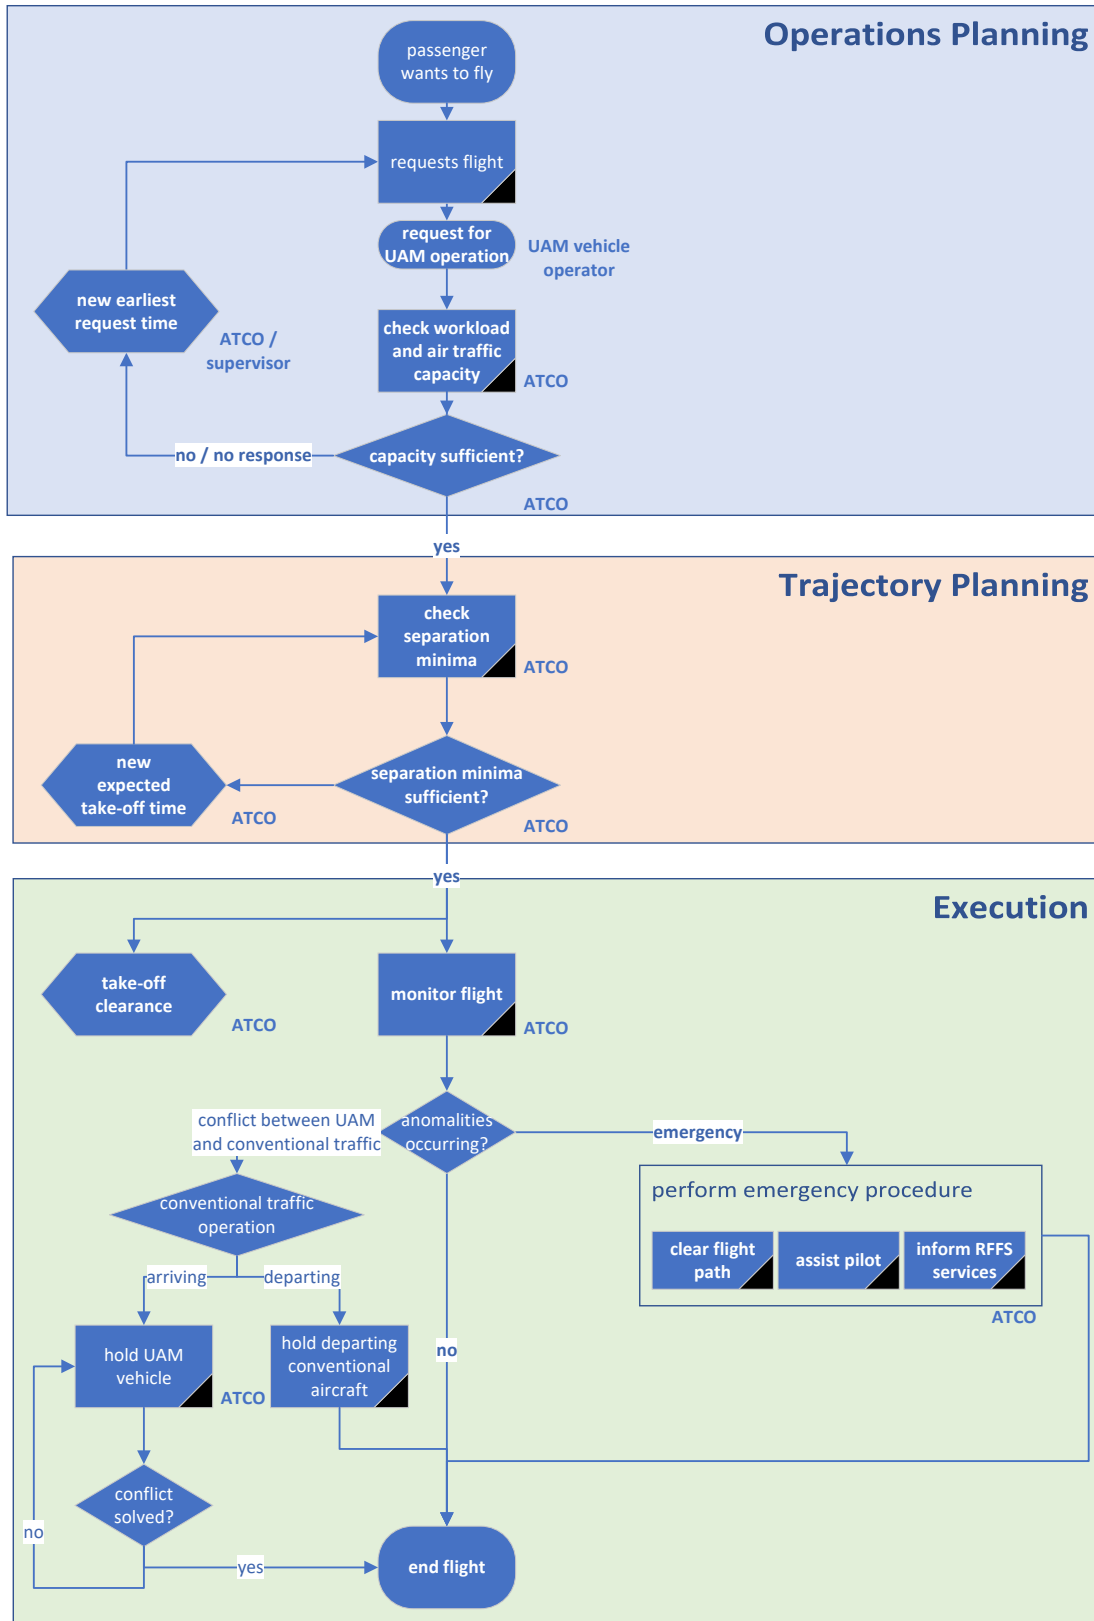 Operations Planning
passenger
wants to fly
requests flight
request for
UAM operation
UAM vehicle
operator
new earliest
request time
ATCO /
supervisor
check workload
and air traffic
capacity
ATCO
no / no response
capacity sufficient?
ATCO
yes
Trajectory Planning
check
separation
minima
ATCO
new
expected
take-off time
ATCO
separation minima
sufficient?
ATCO
yes
Execution
take-off
clearance
ATCO
monitor flight
ATCO
conflict between UAM
and conventional traffic
anomalities
occurring?
emergency
conventional traffic
operation
perform emergency procedure
clear flight
path
assist pilot
inform RFFS
services
ATCO
arriving
departing
hold UAM
vehicle
ATCO
hold departing
conventional
aircraft
no
conflict
solved?
no
yes
end flight